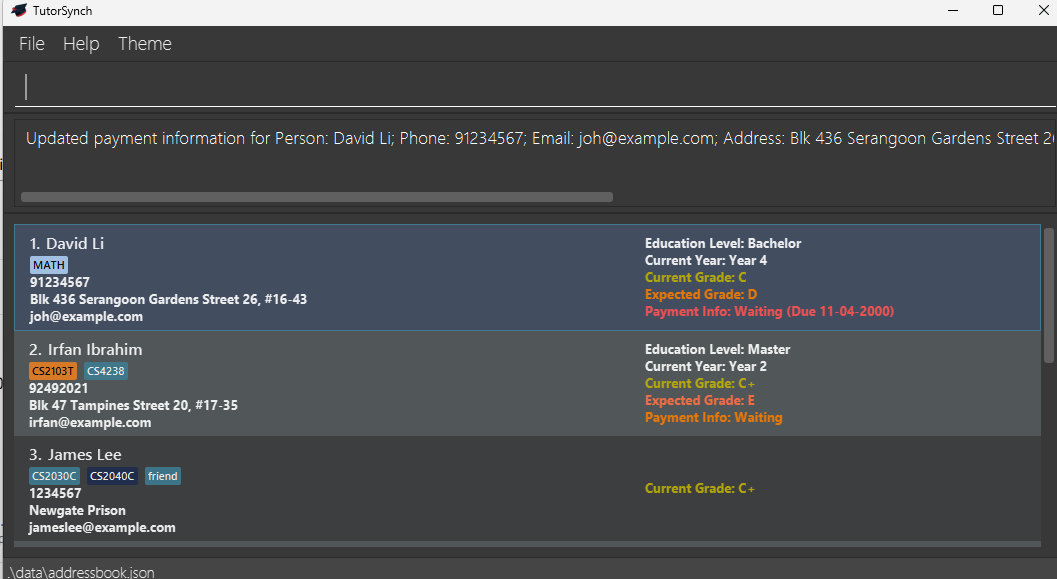 TutorSynch
File Help Theme
Updated payment information for Person: David Li; Phone: 91234567; Email: joh@example.com; Address: Blk 436 Serangoon Gardens Street 2
1. David Li
MATH
91234567
Blk 436 Serangoon Gardens Street 26, #16-43
joh@example.com
Education Level: Bachelor
Current Year: Year 4
Current Grade: C
Expected Grade: D
Payment Info: Waiting (Due 11-04-2000)
2. Irfan Ibrahim
CS2103T CS4238
92492021
Blk 47 Tampines Street 20, #17-35
irfan@example.com
Education Level: Master
Current Year: Year 2
Current Grade: C+
Expected Grade: E
Payment Info: Waiting
3. James Lee
CS2030C CS2040C friend
1234567
Newgate Prison
jameslee@example.com
Current Grade: C+
.\data\addressbook.json